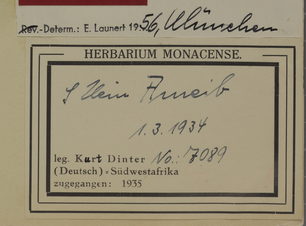 Rev.-Determ.: E. Launert 1956, München
HERBARIUM MONACENSE.
Klein Aneib
1.3.1934
leg. Kurt Dinter No.: 7089
(Deutsch)-Südwestafrika
zugegangen: 1935